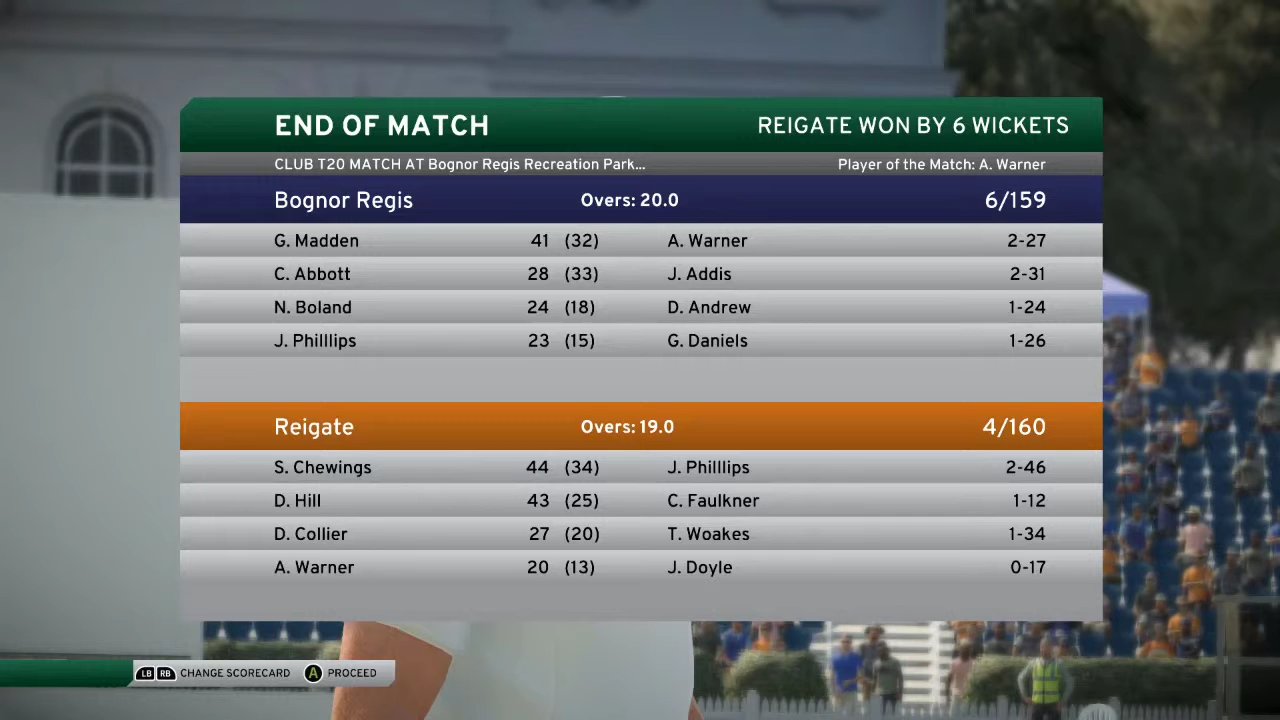 END OF MATCH REIGATE WON BY 6 WICKETS
CLUB T20 MATCH AT Bognor Regis Recreation Park... Player of the Match: A. Warner
Bognor Regis Overs: 20.0 6/159
G. Madden 41 (32) A. Warner 2-27
C. Abbott 28 (33) J. Addis 2-31
N. Boland 24 (18) D. Andrew 1-24
J. Philllips 23 (15) G. Daniels 1-26
Reigate Overs: 19.0 4/160
S. Chewings 44 (34) J. Philllips 2-46
D. Hill 43 (25) C. Faulkner 1-12
D. Collier 27 (20) T. Woakes 1-34
A. Warner 20 (13) J. Doyle 0-17
LB RB CHANGE SCORECARD A PROCEED